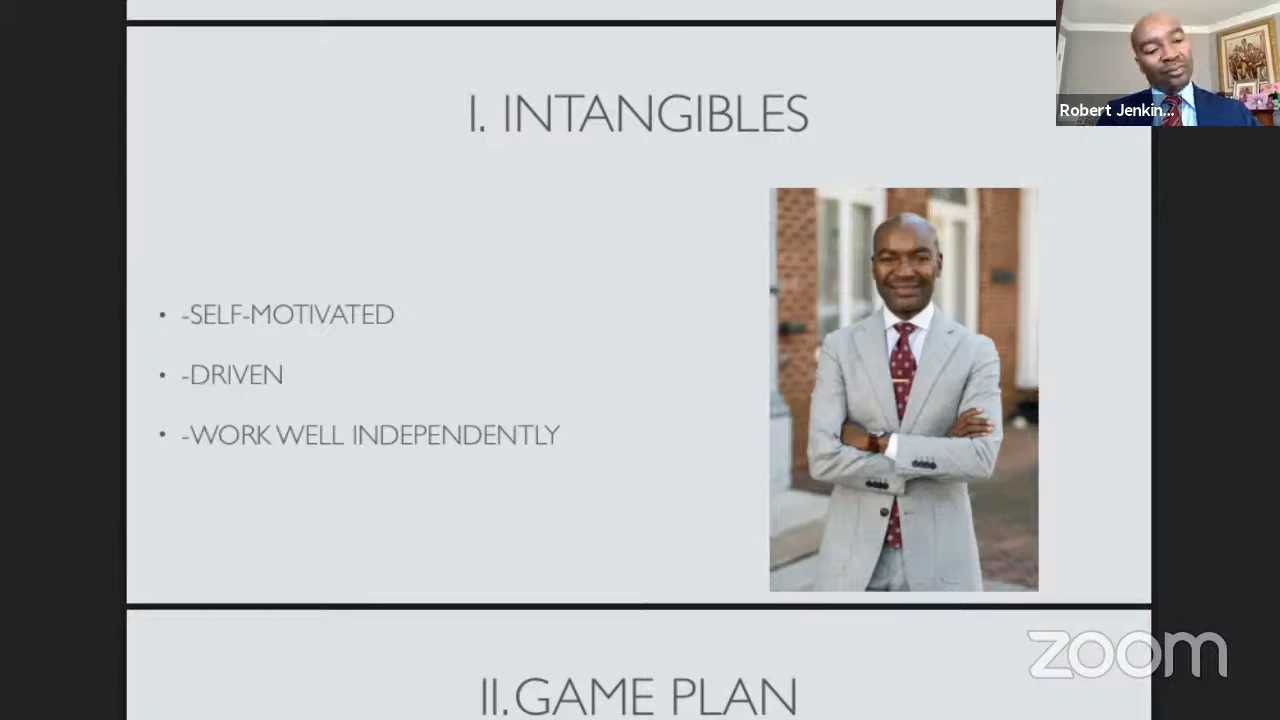 I. INTANGIBLES
Robert Jenkin...
• -SELF-MOTIVATED
• -DRIVEN
• -WORK WELL INDEPENDENTLY
zoom
II. GAME PLAN